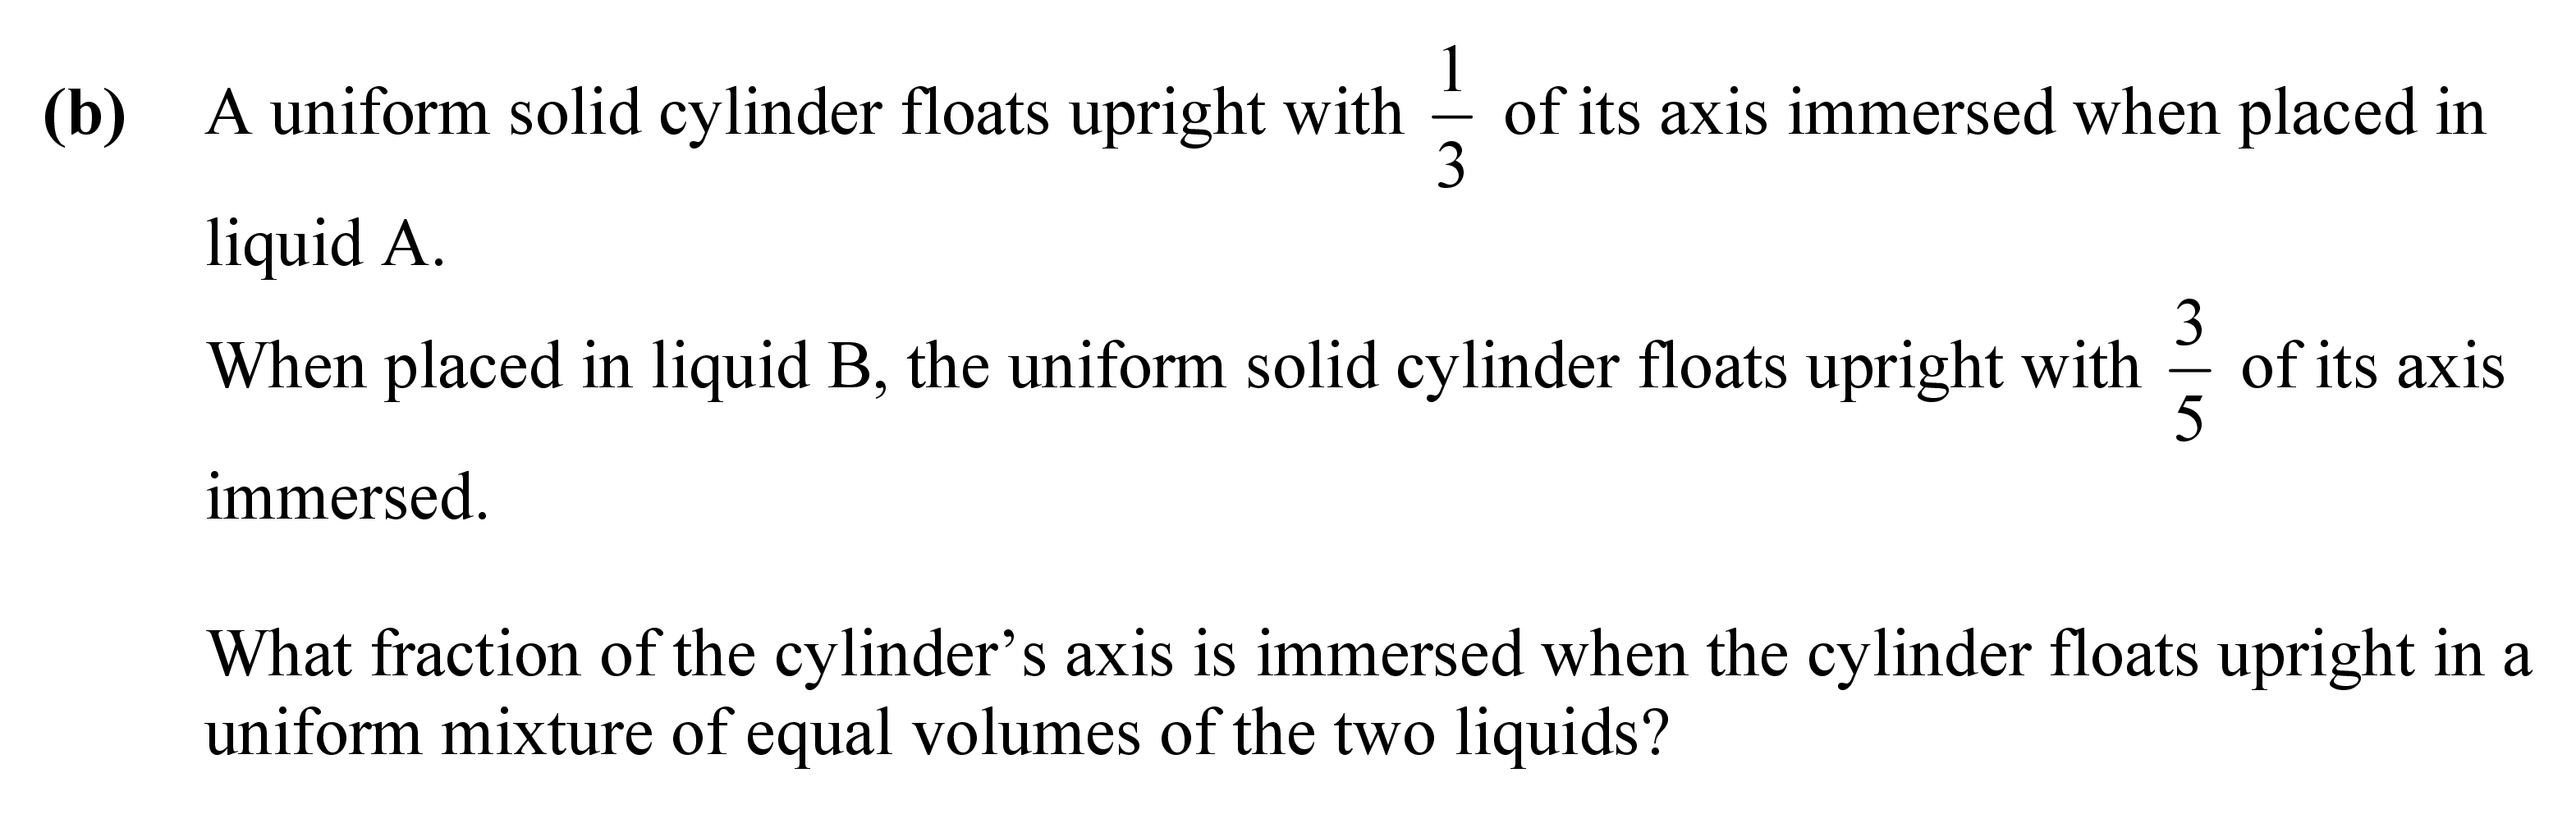 (b) A uniform solid cylinder floats upright with 1/3 of its axis immersed when placed in
liquid A.
When placed in liquid B, the uniform solid cylinder floats upright with 3/5 of its axis
immersed.
What fraction of the cylinder’s axis is immersed when the cylinder floats upright in a
uniform mixture of equal volumes of the two liquids?